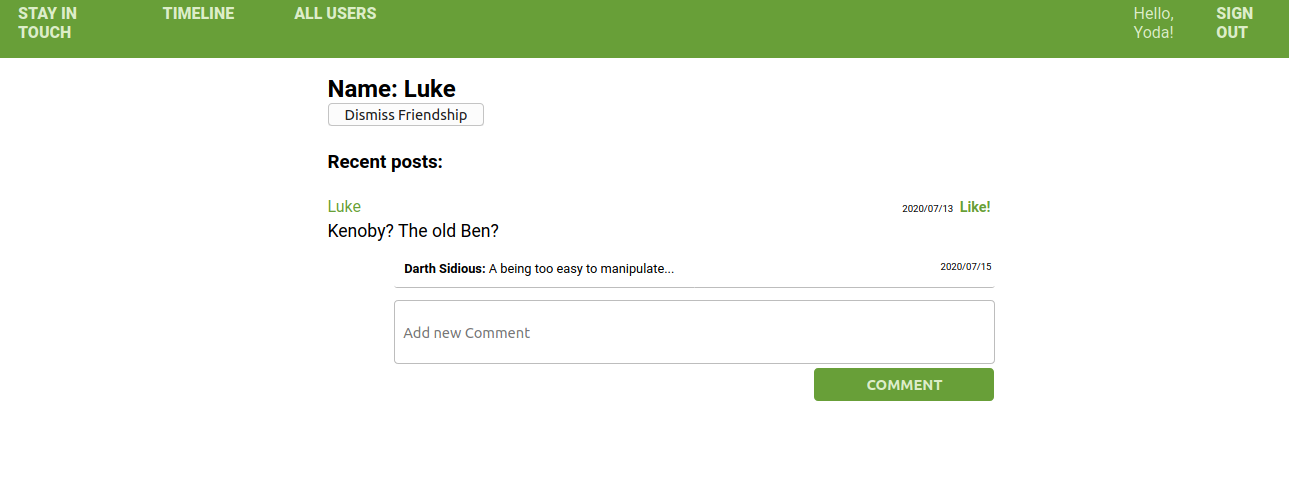 STAY IN TOUCH TIMELINE ALL USERS Hello, Yoda! SIGN OUT
Name: Luke
Dismiss Friendship
Recent posts:
Luke 2020/07/13 Like!
Kenoby? The old Ben?
Darth Sidious: A being too easy to manipulate... 2020/07/15
Add new Comment
COMMENT